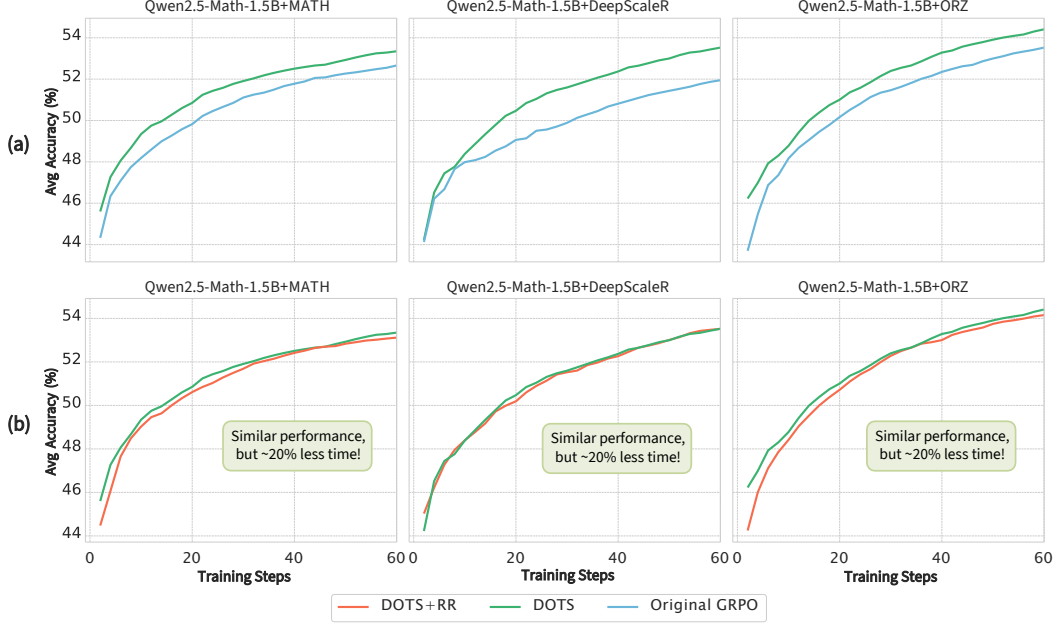 Qwen2.5-Math-1.5B+MATH
Qwen2.5-Math-1.5B+DeepScaleR
Qwen2.5-Math-1.5B+ORZ
(a)
Avg Accuracy (%)
54
52
50
48
46
44
Qwen2.5-Math-1.5B+MATH
Qwen2.5-Math-1.5B+DeepScaleR
Qwen2.5-Math-1.5B+ORZ
(b)
Avg Accuracy (%)
54
52
50
48
46
44
Similar performance,
but ~20% less time!
Similar performance,
but ~20% less time!
Similar performance,
but ~20% less time!
0 20 40 60
0 20 40 60
0 20 40 60
Training Steps
Training Steps
Training Steps
DOTS+RR
DOTS
Original GRPO